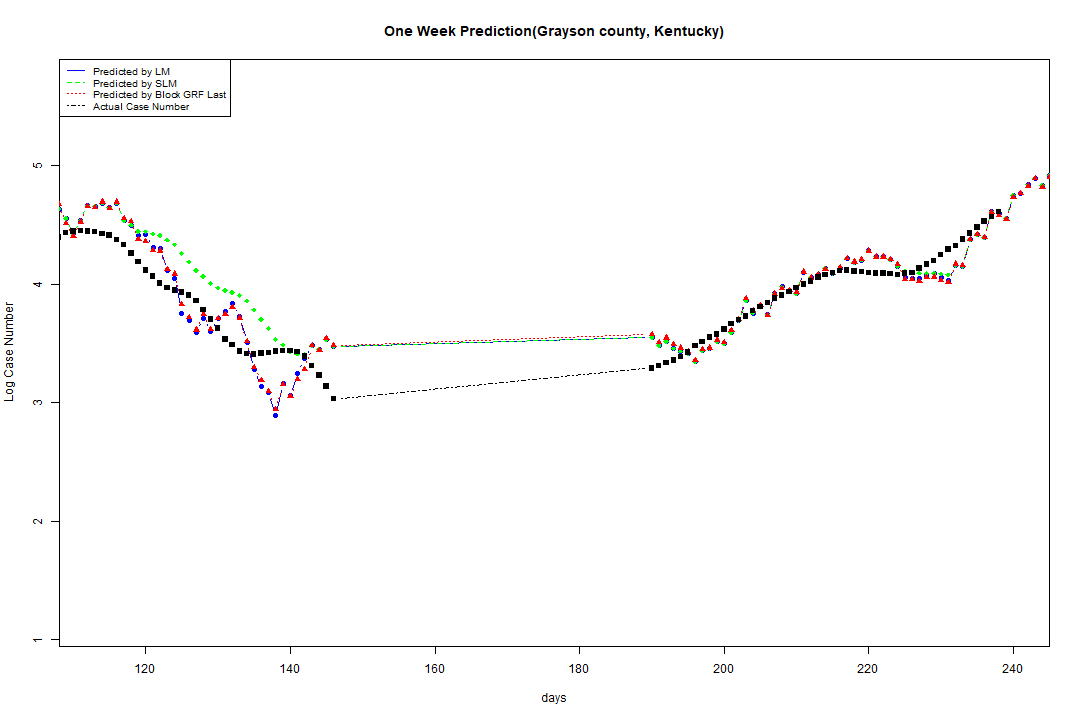 One Week Prediction(Grayson county, Kentucky)
Predicted by LM
Predicted by SLM
Predicted by Block GRF Last
Actual Case Number
Log Case Number
5
4
3
2
1
120 140 160 180 200 220 240
days